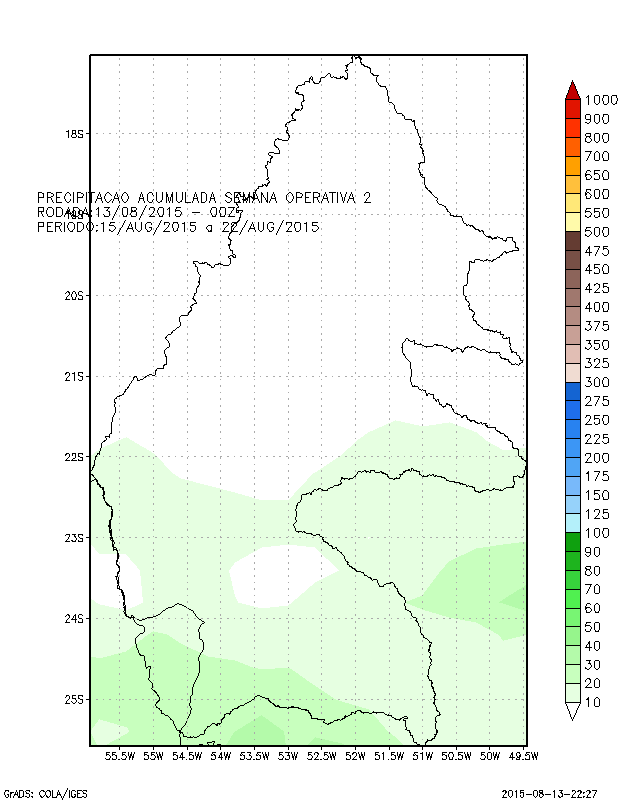 PRECIPITACAO ACUMULADA SEMANA OPERATIVA 2
RODADA:13/08/2015 - 00Z
PERIODO:15/AUG/2015 a 22/AUG/2015
18S
19S
20S
21S
22S
23S
24S
25S
55.5W 55W 54.5W 54W 53.5W 53W 52.5W 52W 51.5W 51W 50.5W 50W 49.5W
1000
900
800
700
650
600
550
500
475
450
425
400
375
350
325
300
275
250
225
200
175
150
125
100
90
80
70
60
50
40
30
20
10
GrADS: COLA/IGES
2015-08-13-22:27